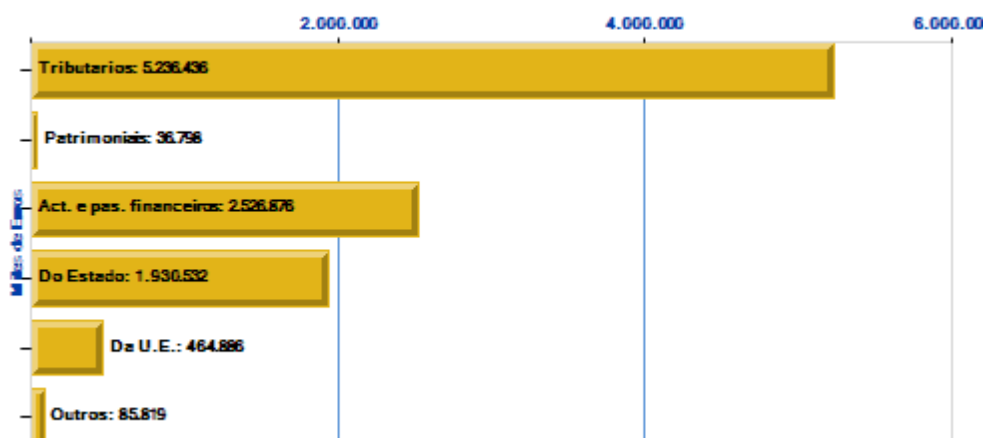 2.000.000 4.000.000 6.000.00
Tributarios: 5.236.436
Patrimoniais: 36.798
Act. e pas. financeiros: 2.526.876
Miles de Euros
Do Estado: 1.930.532
Da U.E.: 464.886
Outros: 85.819